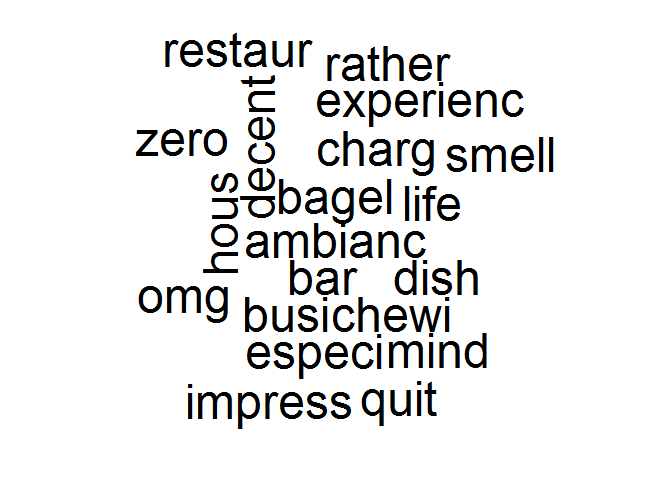 restaur
rather
experienc
decent
zero
charg
smell
hous
bagel
life
ambianc
bar
dish
omg
busi
chewi
especi
mind
impress
quit